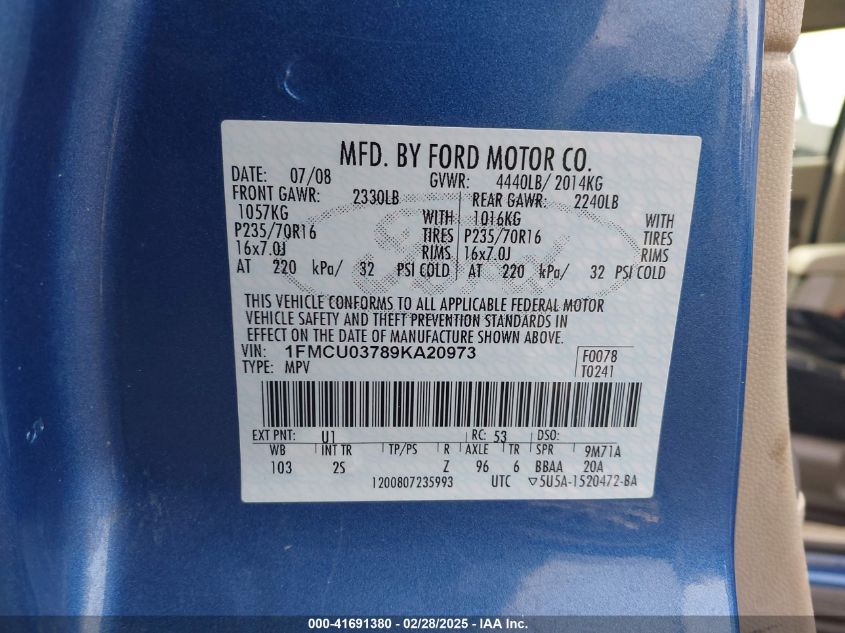 MFD. BY FORD MOTOR CO.
DATE: 07/08 GVWR: 4440LB/ 2014KG
FRONT GAWR: 2330LB REAR GAWR: 2240LB
1057KG WITH 1016KG WITH
P235/70R16 TIRES P235/70R16 TIRES
16x7.0J RIMS 16x7.0J RIMS
AT 220 kPa/ 32 PSI COLD AT 220 kPa/ 32 PSI COLD
Ford
THIS VEHICLE CONFORMS TO ALL APPLICABLE FEDERAL MOTOR
VEHICLE SAFETY AND THEFT PREVENTION STANDARDS IN
EFFECT ON THE DATE OF MANUFACTURE SHOWN ABOVE.
VIN: 1FMCU03789KA20973 F0078
TYPE: MPV T0241
EXT PNT: U1 RC: 53 DSO:
WB INT TR TP/PS R AXLE TR SPR 9M71A
103 2S Z 96 6 BBAA 20A
1200807235993 UTC ▽5U5A-1520472-BA
000-41691380 - 02/28/2025 - © IAA Inc.